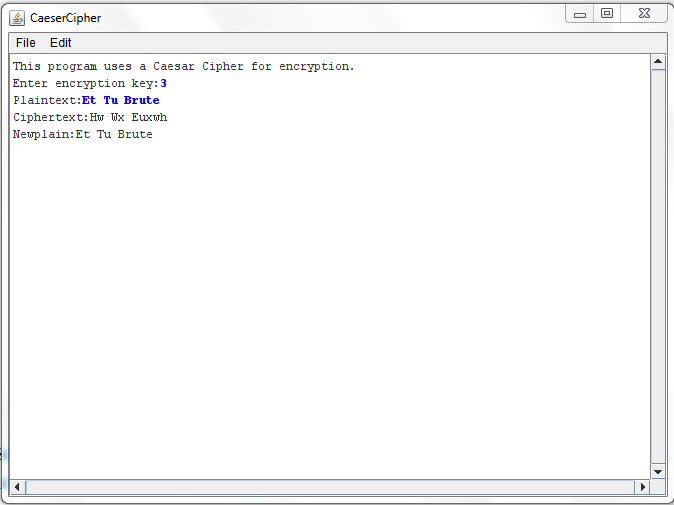 CaeserCipher
File Edit
This program uses a Caesar Cipher for encryption.
Enter encryption key:3
Plaintext:Et Tu Brute
Ciphertext:Hw Wx Euxwh
Newplain:Et Tu Brute